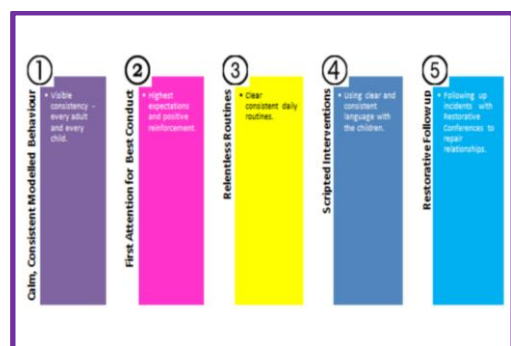 1
Calm, Consistent Modelled Behaviour
• Visible
consistency -
every adult
and every
child.
2
First Attention for Best Conduct
• Highest
expectations
and positive
reinforcement.
3
Relentless Routines
• Clear
consistent daily
routines.
4
Scripted Interventions
• Using clear and
consistent
language with
the children.
5
Restorative Follow up
• Following up
incidents with
Restorative
Conferences to
repair
relationships.